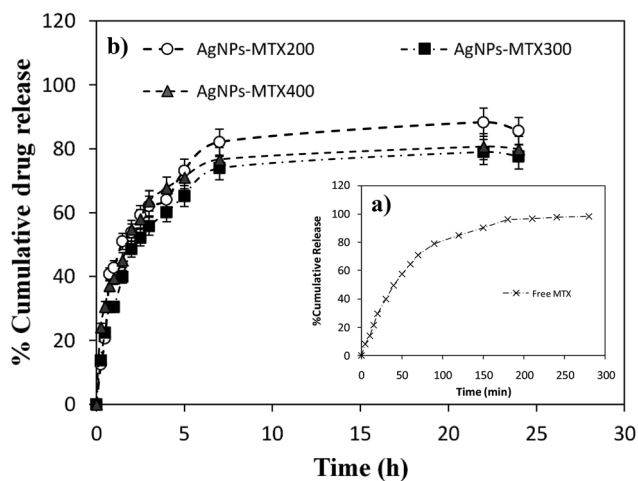 120
100
80
60
40
20
0
% Cumulative drug release
b)
AgNPs-MTX200
AgNPs-MTX300
AgNPs-MTX400
a)
120
100
80
60
40
20
0
%Cumulative Release
Free MTX
0 50 100 150 200 250 300
Time (min)
0 5 10 15 20 25 30
Time (h)